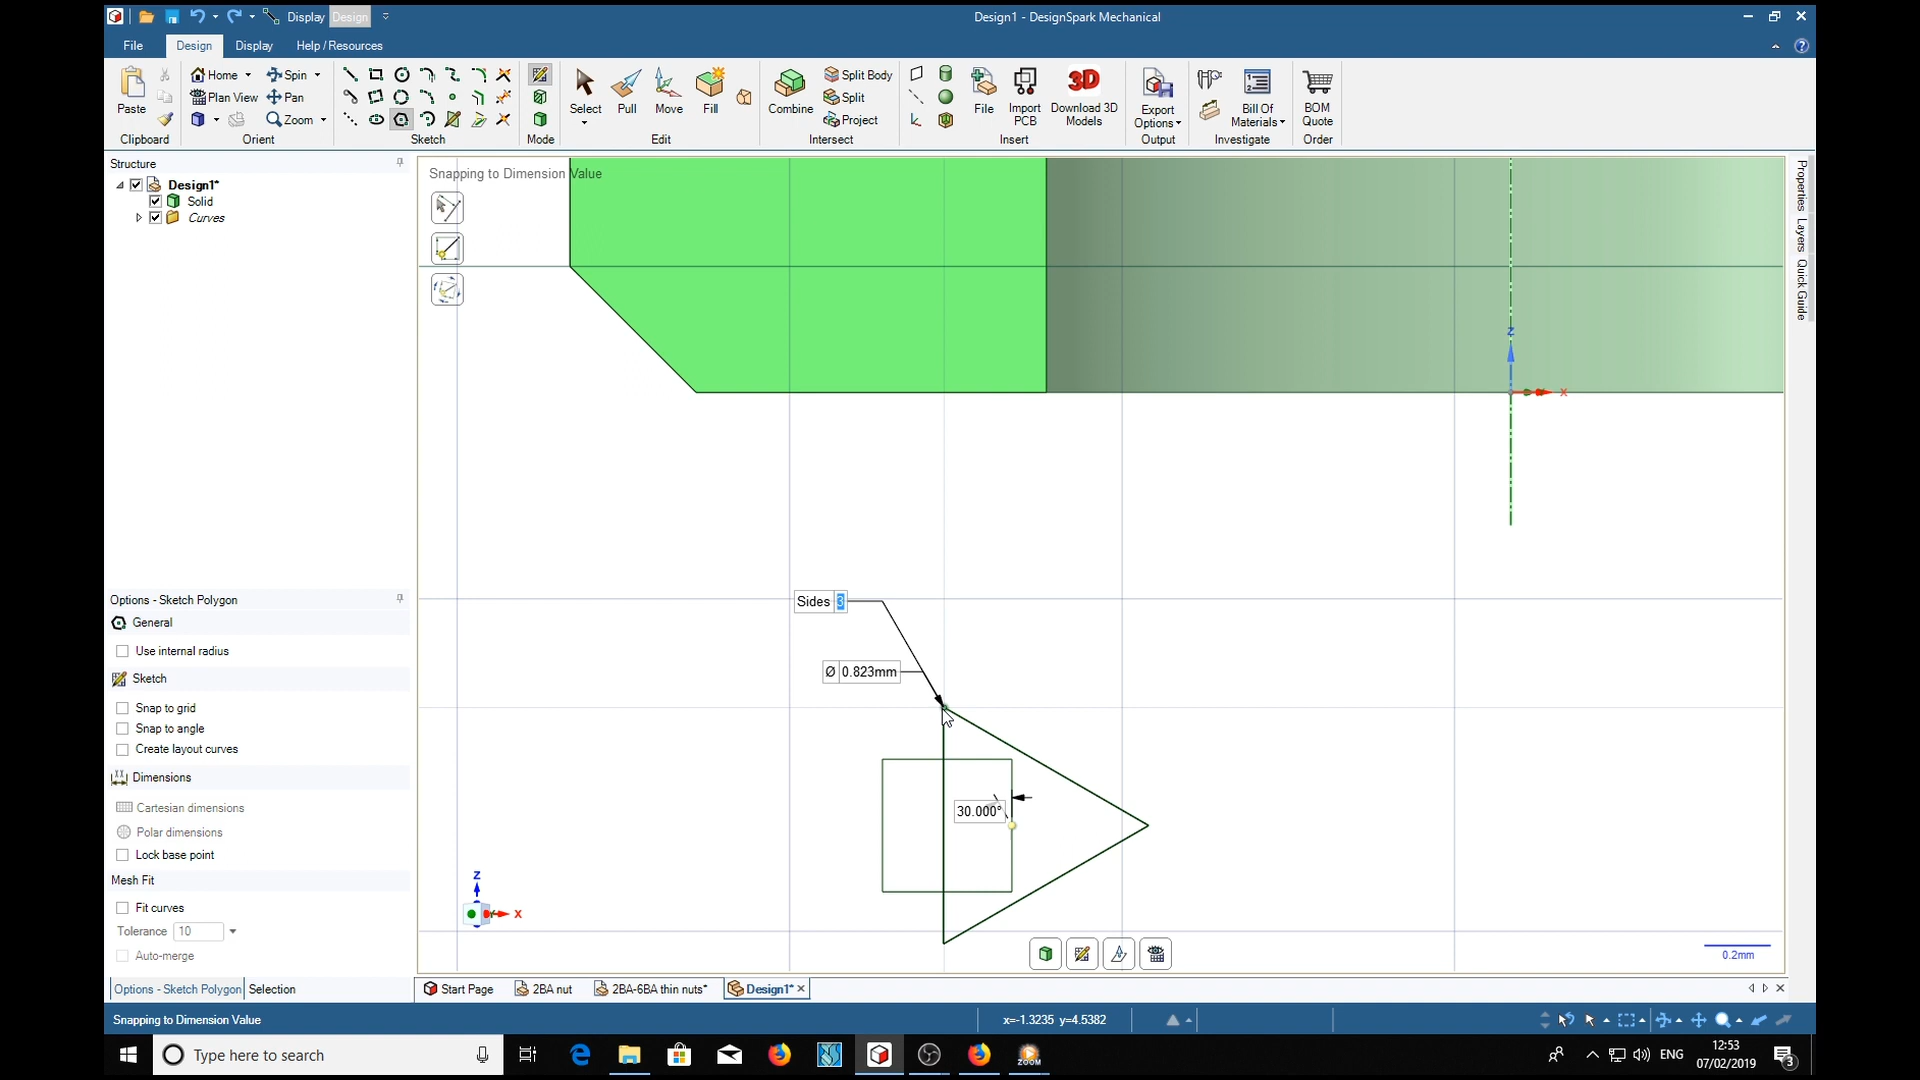 Display Design
Design1 - DesignSpark Mechanical
File Design Display Help / Resources
Paste
Clipboard
Home Spin
Plan View Pan
Zoom
Orient
Sketch
Mode
Select Pull Move Fill
Edit
Combine
Split Body
Split
Project
Intersect
File
Import
PCB
Download 3D
Models
Insert
3D
Export
Options
Output
Bill Of
Materials
Investigate
BOM
Quote
Order
Structure
Design1*
Solid
Curves
Snapping to Dimension Value
Properties
Layers
Quick Guide
Z
X
Sides 3
Ø 0.823mm
30.000°
Z
X
0.2mm
Options - Sketch Polygon
General
Use internal radius
Sketch
Snap to grid
Snap to angle
Create layout curves
Dimensions
Cartesian dimensions
Polar dimensions
Lock base point
Mesh Fit
Fit curves
Tolerance 10
Auto-merge
Options - Sketch Polygon Selection
Start Page 2BA nut 2BA-6BA thin nuts* Design1*
Snapping to Dimension Value
x=-1.3235 y=4.5382
Type here to search
ZOOM
ENG
12:53
07/02/2019
3